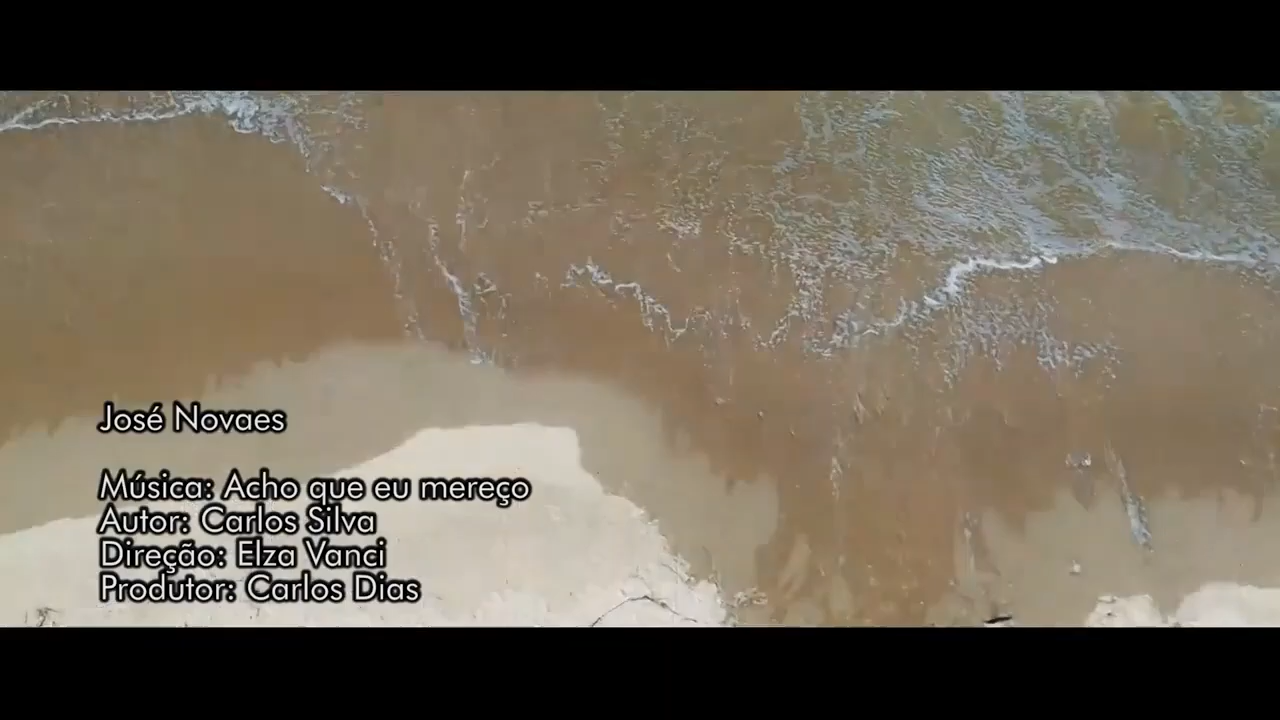 José Novaes
Música: Acho que eu mereço
Autor: Carlos Silva
Direção: Elza Vanci
Produtor: Carlos Dias